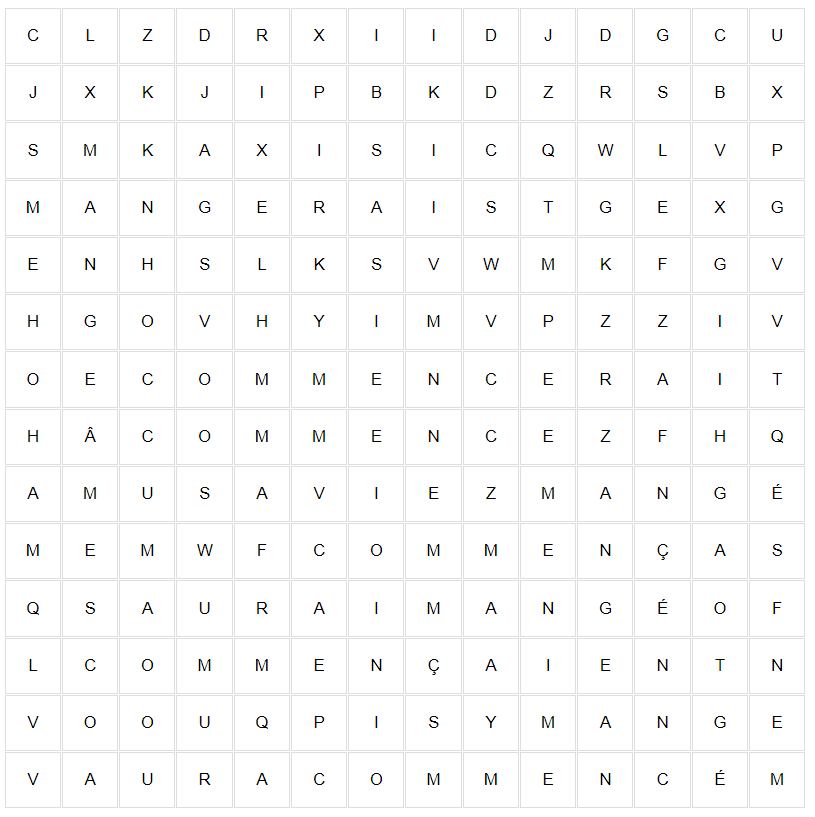 C L Z D R X I I D J D G C U
J X K J I P B K D Z R S B X
S M K A X I S I C Q W L V P
M A N G E R A I S T G E X G
E N H S L K S V W M K F G V
H G O V H Y I M V P Z Z I V
O E C O M M E N C E R A I T
H Â C O M M E N C E Z F H Q
A M U S A V I E Z M A N G É
M E M W F C O M M E N Ç A S
Q S A U R A I M A N G É O F
L C O M M E N Ç A I E N T N
V O O U Q P I S Y M A N G E
V A U R A C O M M E N C É M